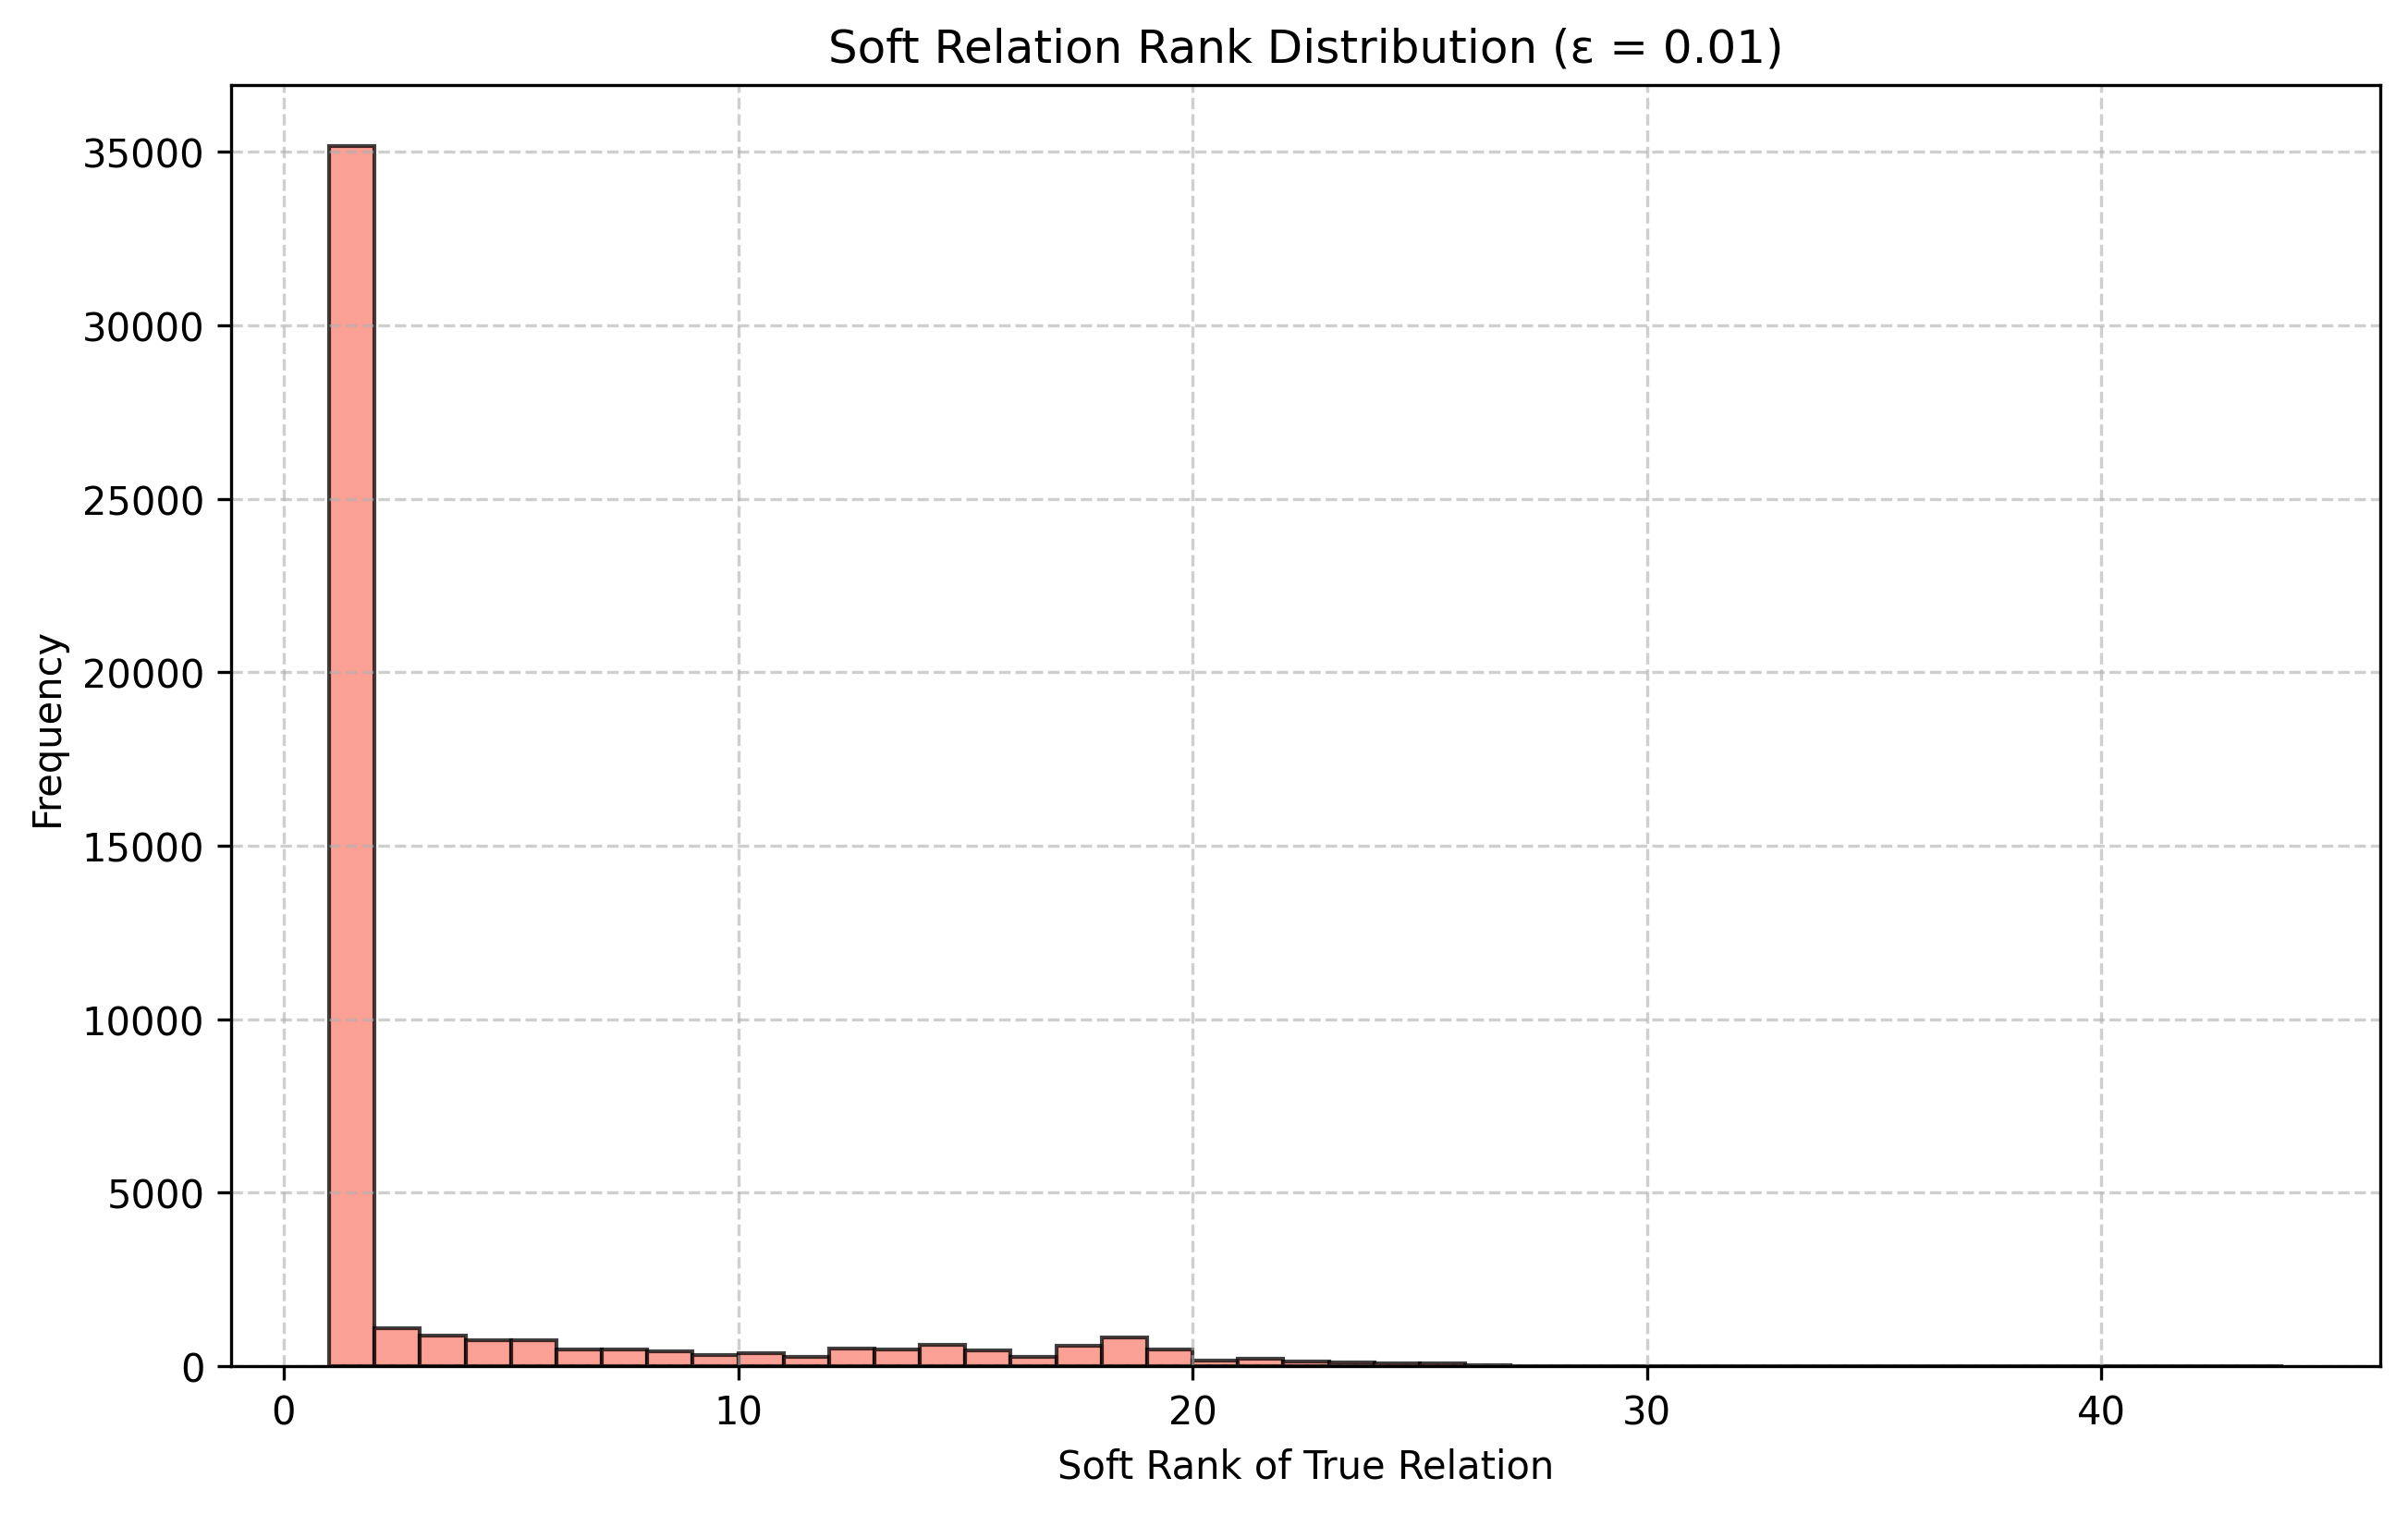 Soft Relation Rank Distribution (ε = 0.01)
Frequency
35000
30000
25000
20000
15000
10000
5000
0
0 10 20 30 40
Soft Rank of True Relation